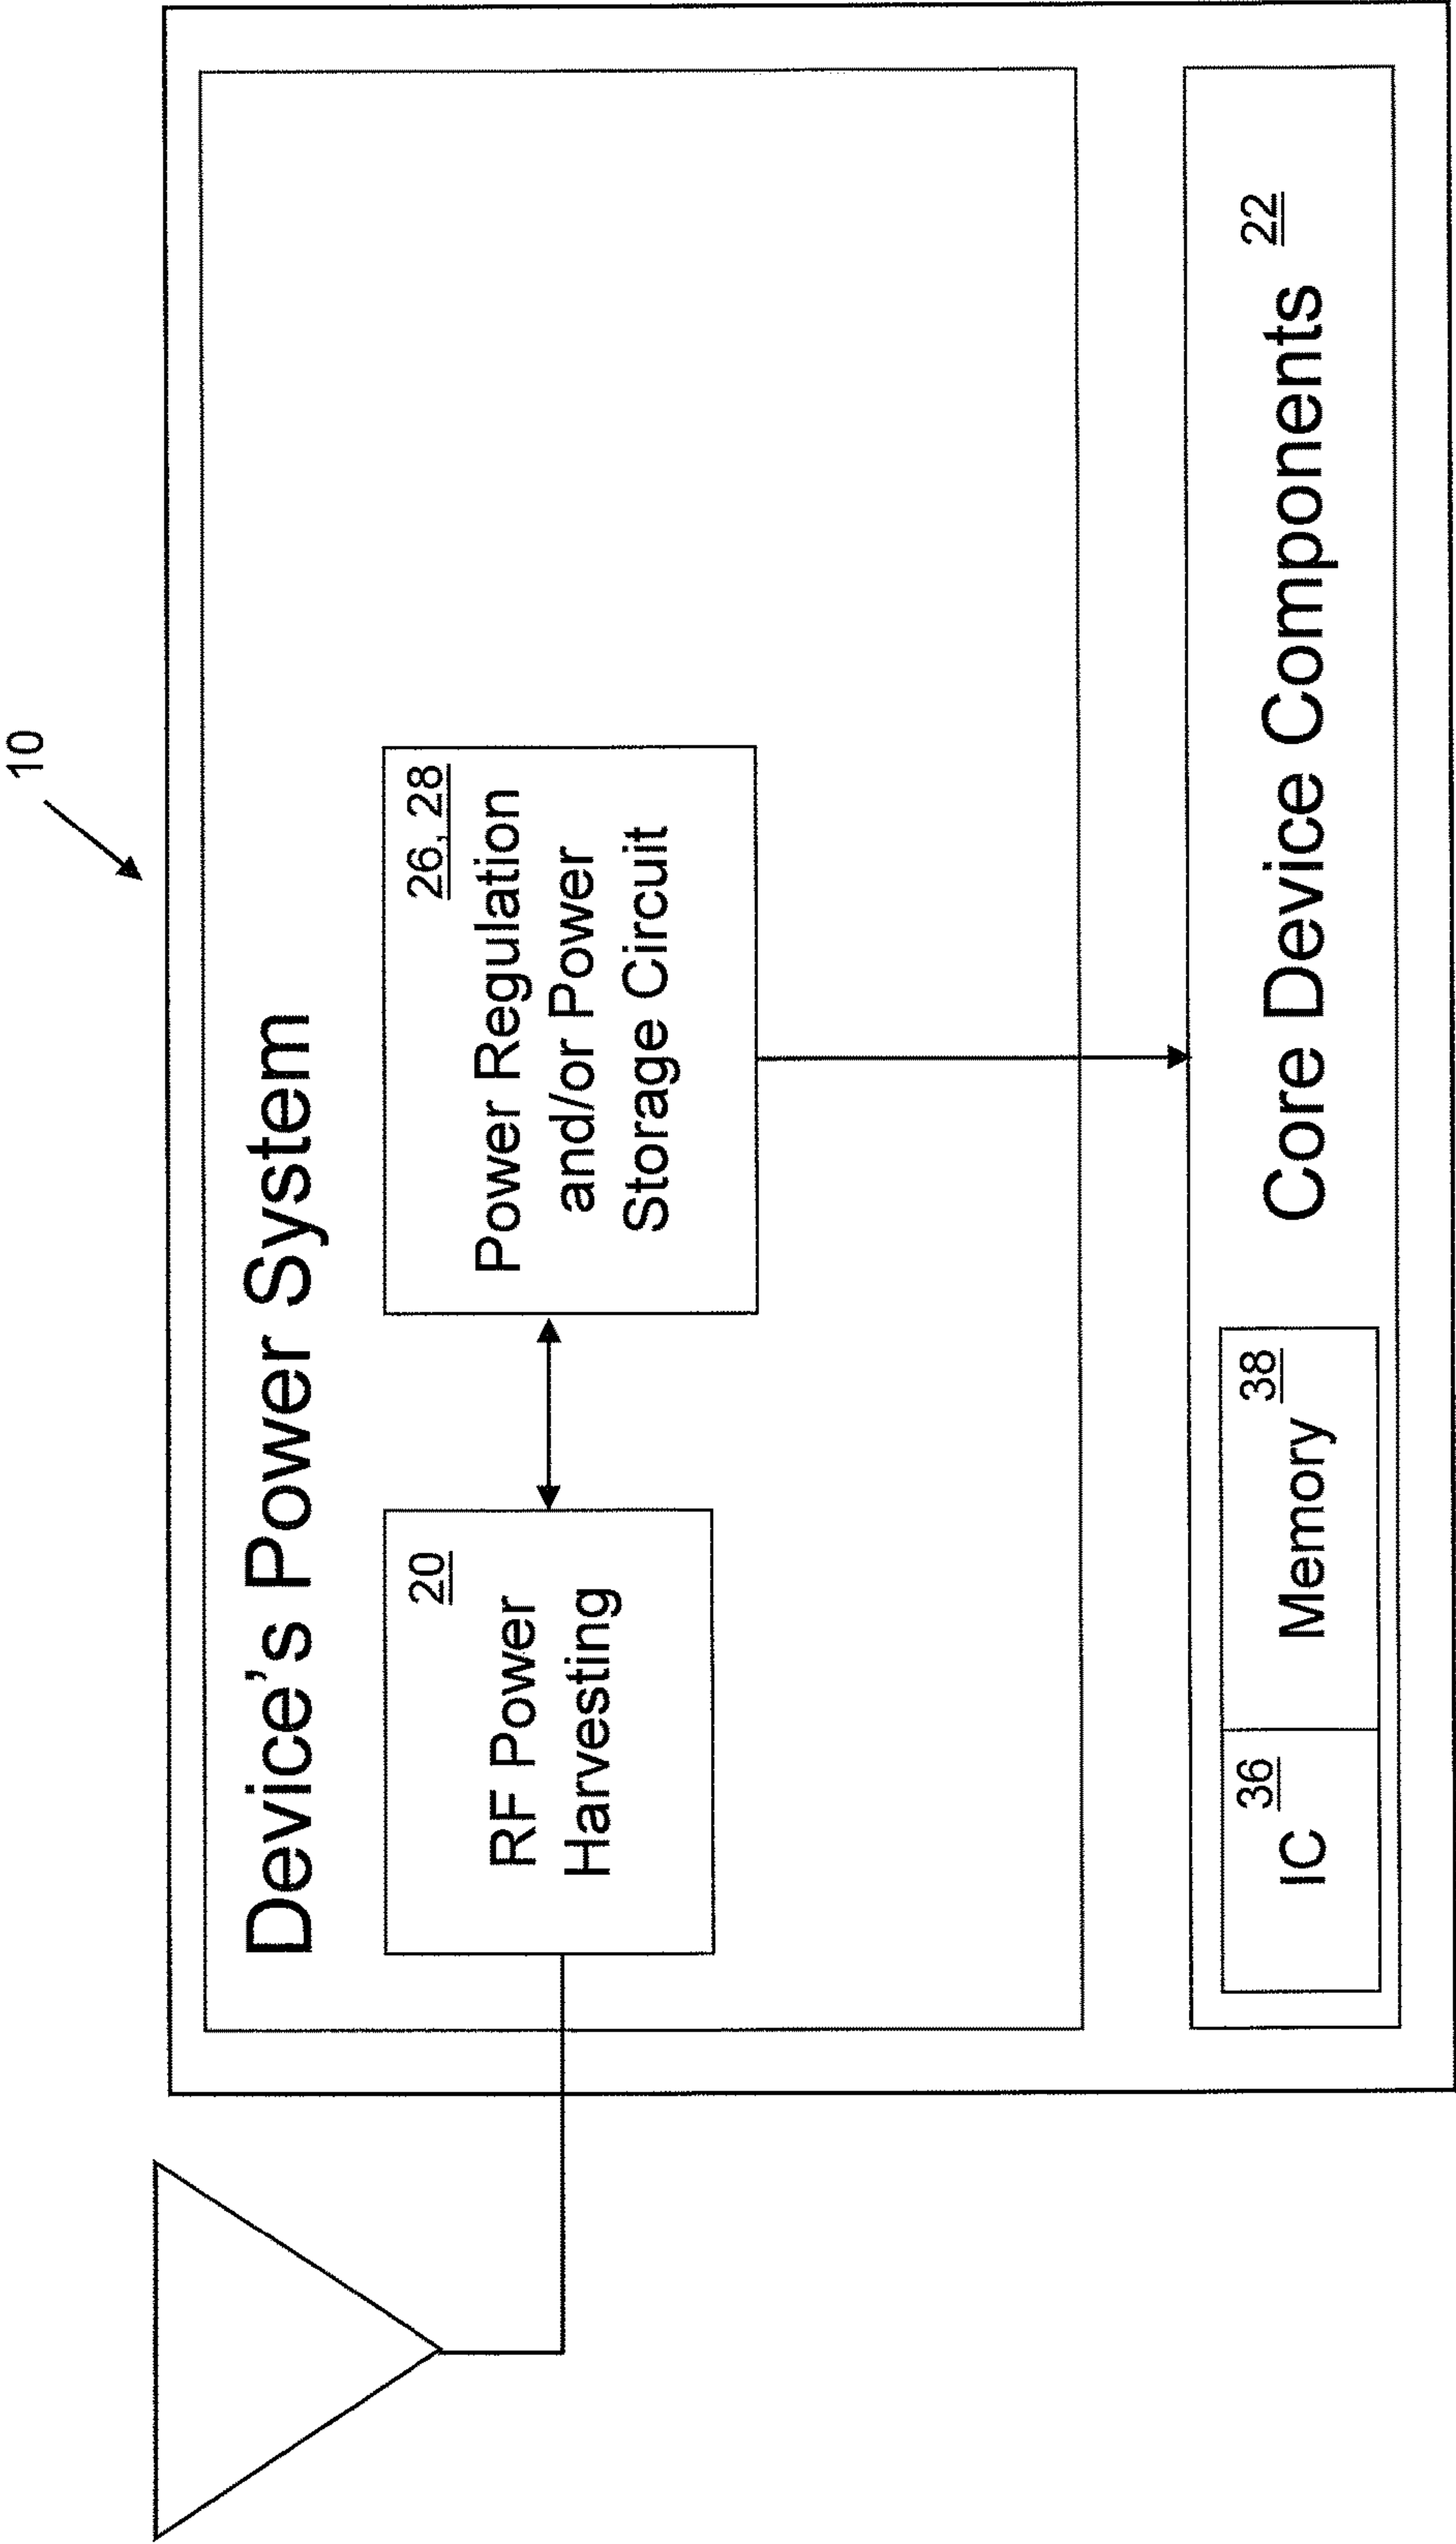 10
Device's Power System
20
RF Power
Harvesting
26, 28
Power Regulation
and/or Power
Storage Circuit
36
IC
38
Memory
Core Device Components 22